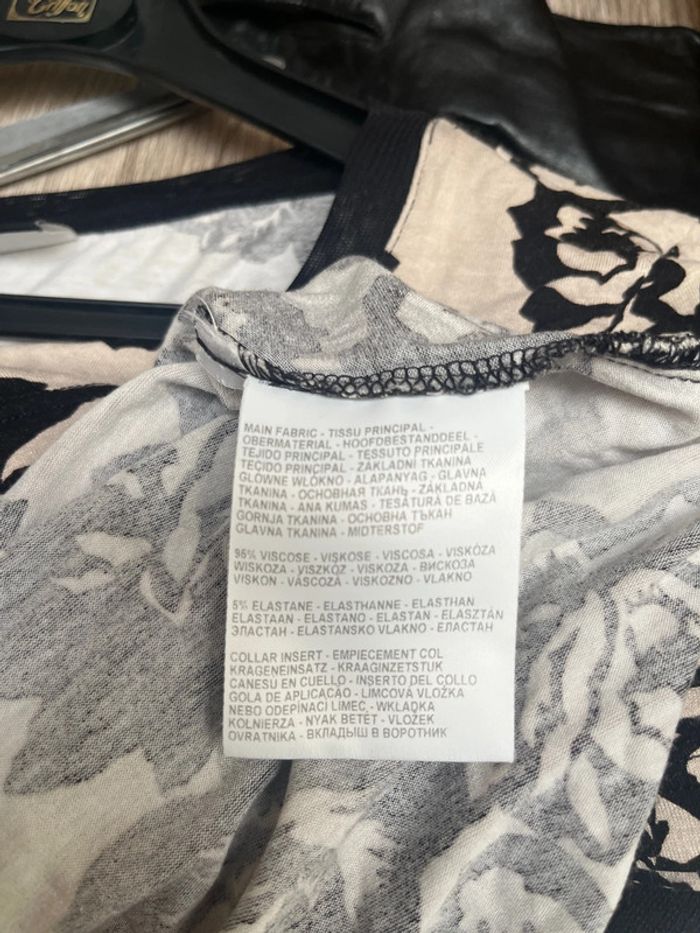 MAIN FABRIC - TISSU PRINCIPAL -
OBERMATERIAL - HOOFDBESTANDDEEL -
TEJIDO PRINCIPAL - TESSUTO PRINCIPALE
TECIDO PRINCIPAL - ZÁKLADNÍ TKANINA
GŁÓWNE WŁÓKNO - ALAPANYAG - GLAVNA
TKANINA - ОСНОВНАЯ ТКАНЬ - ZÁKLADNÁ
TKANINA - ANA KUMAS - TESĂTURA DE BAZĂ
GORNJA TKANINA - ОСНОВНА ТЪКАН
GLAVNA TKANINA - MIDTERSTOF
95% VISCOSE - VISKOSE - VISCOSA - VISKÓZA
WISKOZA - VISZKÓZ - VISKOZA - ВИСКОЗА
VISKON - VÂSCOZĂ - VISKOZNO - VLAKNO
5% ELASTANE - ELASTHANNE - ELASTHAN
ELASTAAN - ELASTANO - ELASTAN - ELASZTÁN
ЭЛАСТАН - ELASTANSKO VLAKNO - ЕЛАСТАН
COLLAR INSERT - EMPIECEMENT COL
KRAGENEINSATZ - KRAAGINZETSTUK
CANESU EN CUELLO - INSERTO DEL COLLO
GOLA DE APLICAÇÃO - LÍMCOVÁ VLOŽKA
NEBO ODEPÍNACÍ LÍMEC - WKŁADKA
KOŁNIERZA - NYAK BETÉT - VLOŽEK
OVRATNIKA - ВКЛАДЫШ В ВОРОТНИК